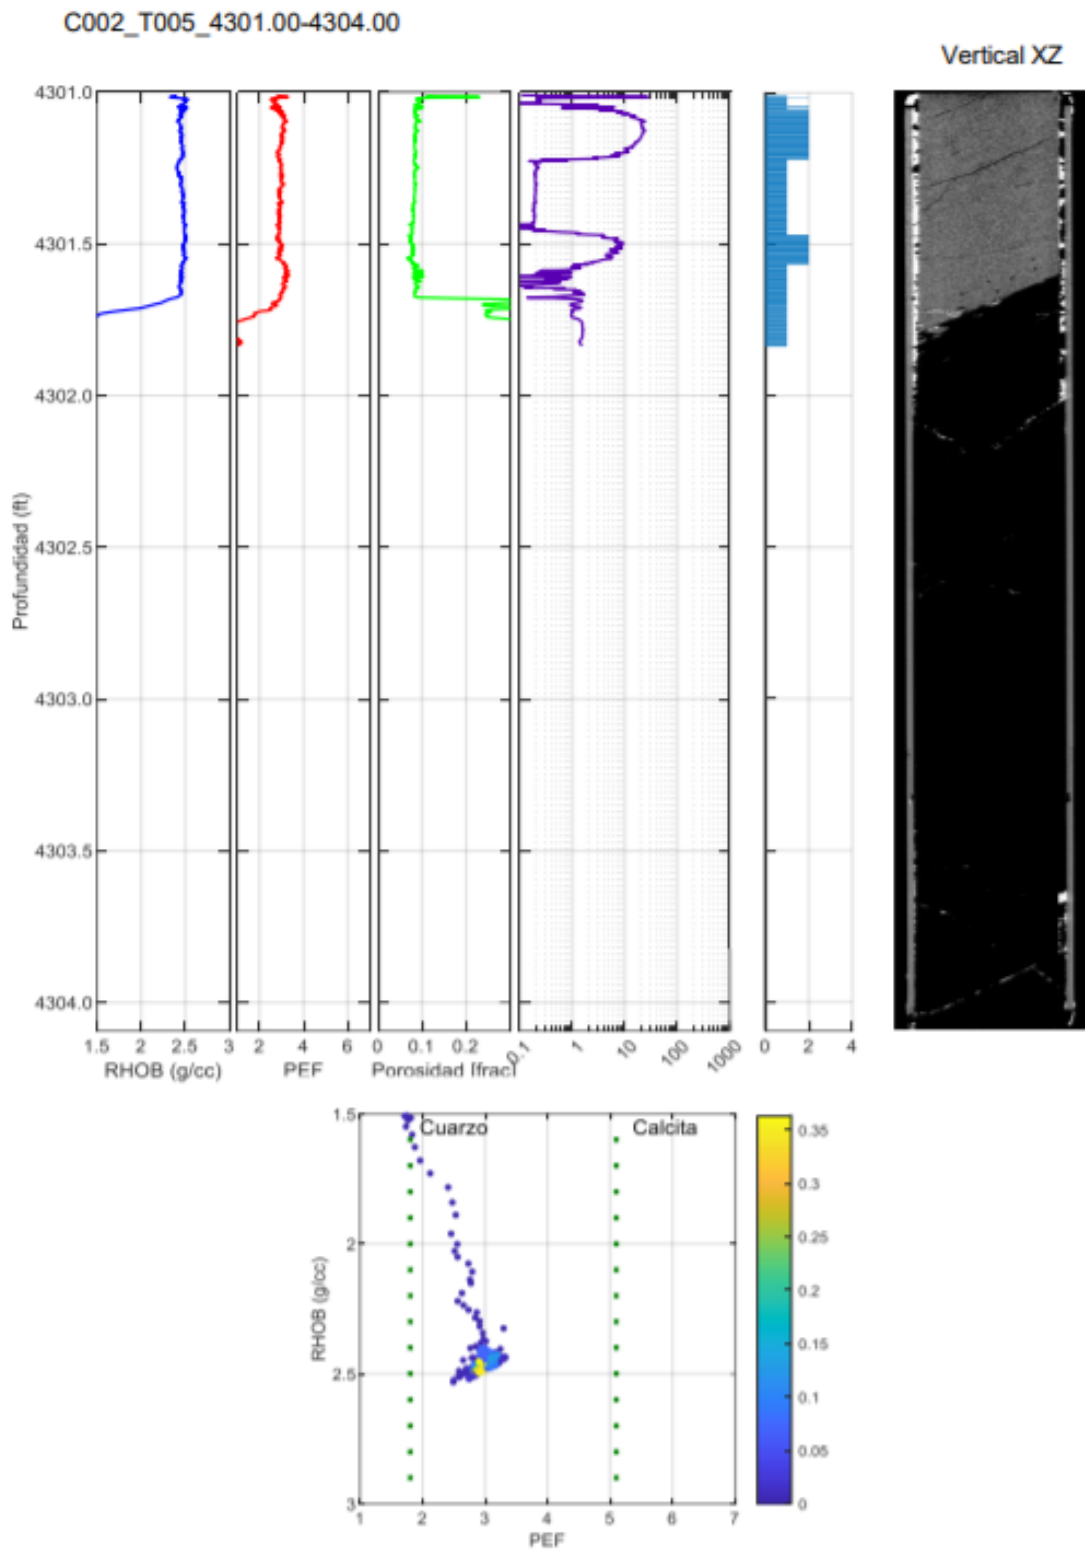 C002_T005_4301.00-4304.00
Vertical XZ
4301.0
4301.5
4302.0
4302.5
4303.0
4303.5
4304.0
Profundidad (ft)
1.5 2 2.5 3 2 4 6 0 0.1 0.2 0.1 1 10 100 1000 0 2 4
RHOB (g/cc) PEF Porosidad [frac]
Cuarzo Calcita
1.5
2
2.5
3
RHOB (g/cc)
1 2 3 4 5 6 7
PEF
0.35
0.3
0.25
0.2
0.15
0.1
0.05
0